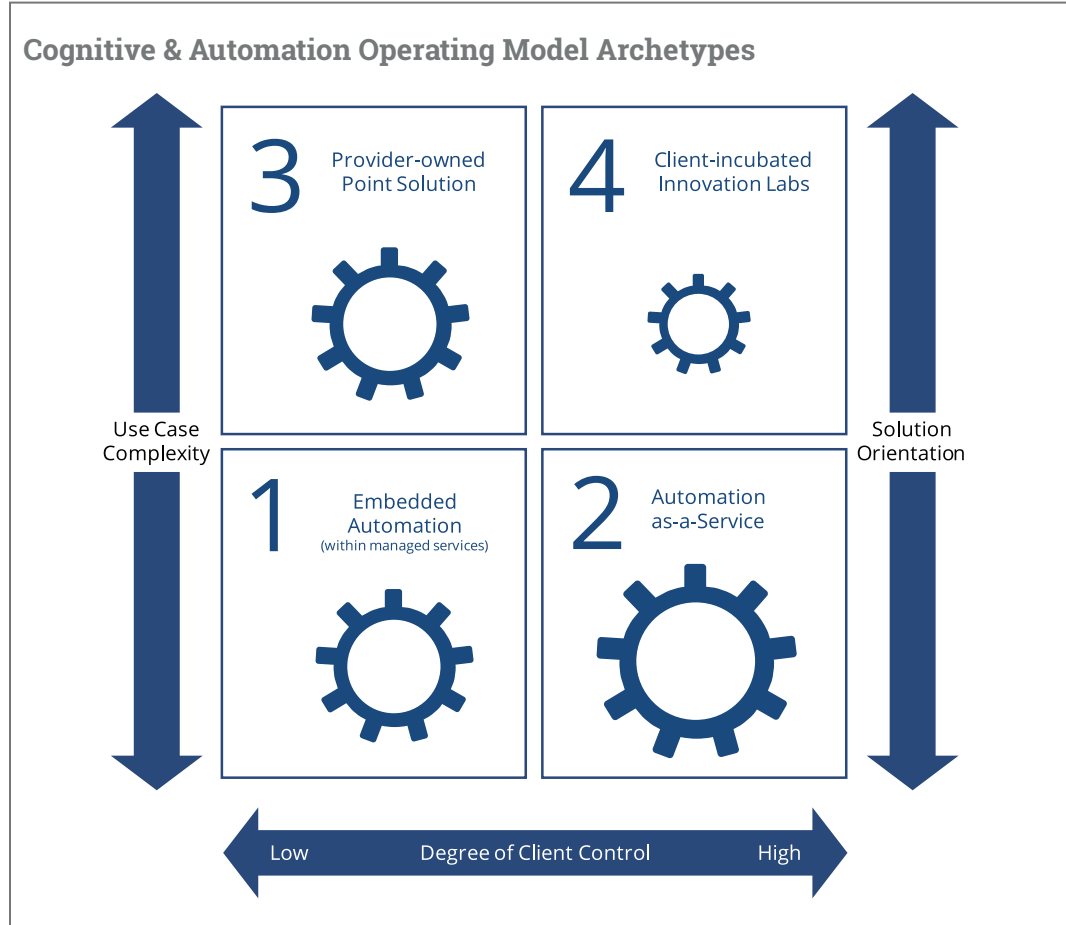 Cognitive & Automation Operating Model Archetypes
3
Provider-owned
Point Solution
4
Client-incubated
Innovation Labs
Use Case
Complexity
Solution
Orientation
1
Embedded
Automation
(within managed services)
2
Automation
as-a-Service
Low Degree of Client Control High